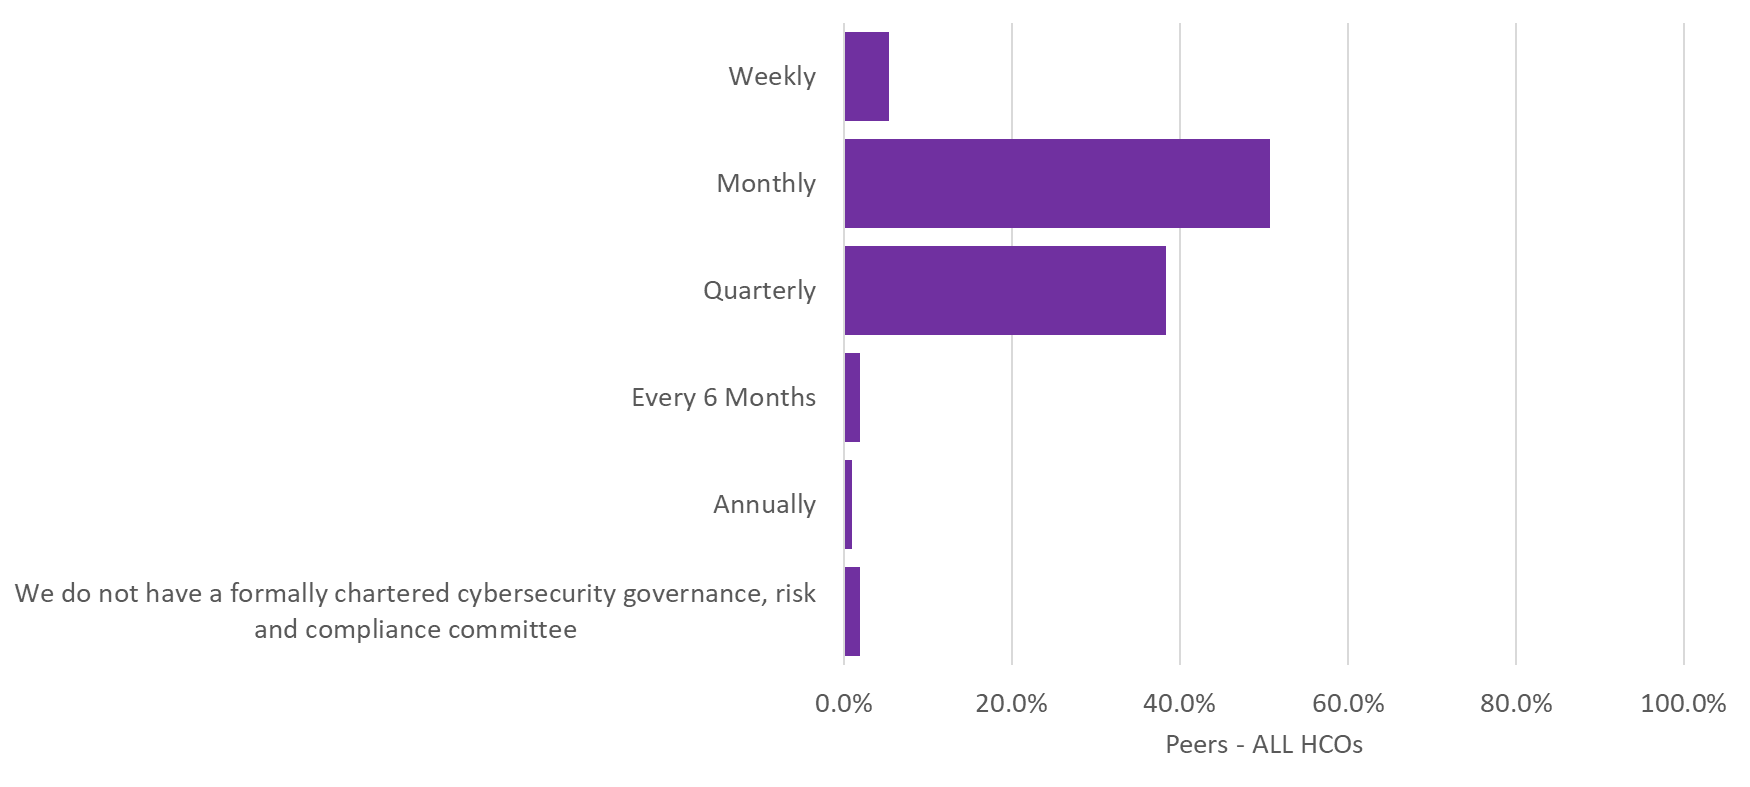 Weekly
Monthly
Quarterly
Every 6 Months
Annually
We do not have a formally chartered cybersecurity governance, risk
and compliance committee
0.0% 20.0% 40.0% 60.0% 80.0% 100.0%
Peers - ALL HCOs